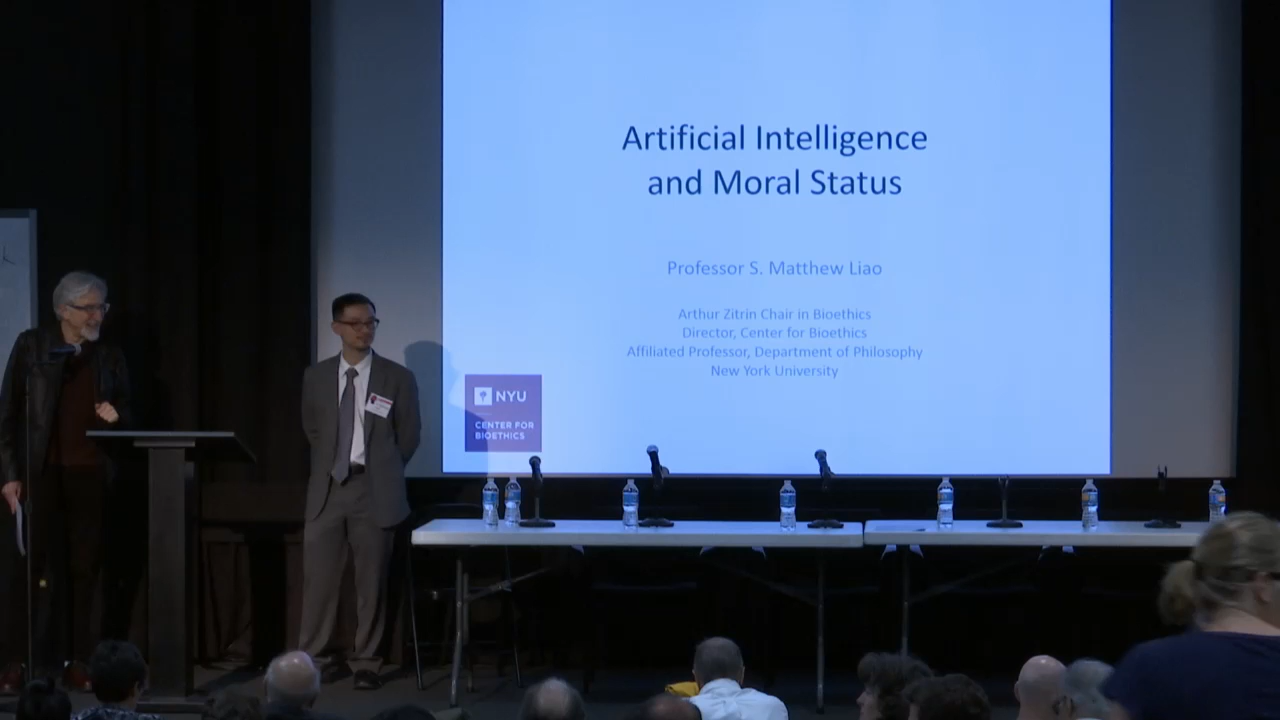 Artificial Intelligence
and Moral Status
Professor S. Matthew Liao
Arthur Zitrin Chair in Bioethics
Director, Center for Bioethics
Affiliated Professor, Department of Philosophy
New York University
NYU
CENTER FOR
BIOETHICS